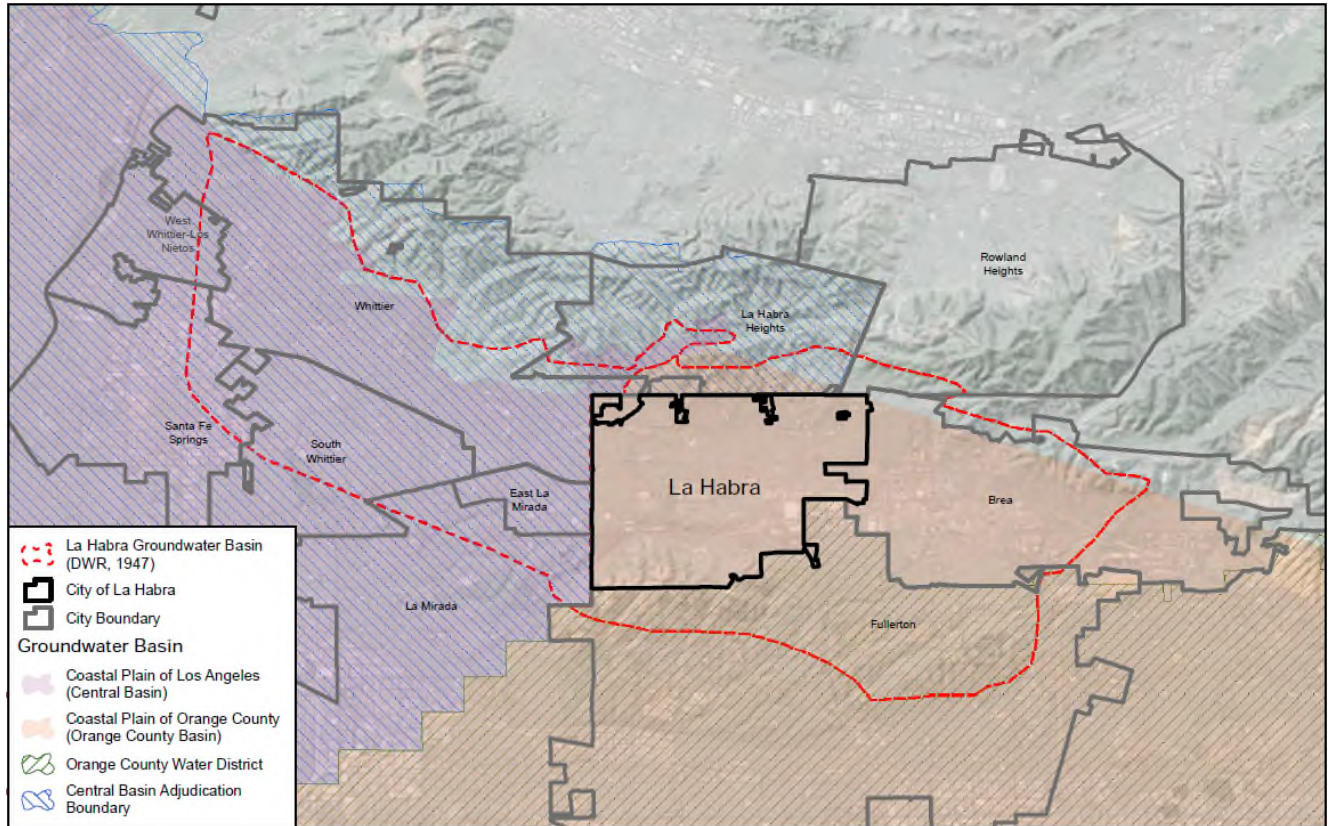 Rowland
Heights
West
Whittier-Los
Nietos
Whittier
La Habra
Heights
Santa Fe
Springs
South
Whittier
East La
Mirada
La Habra
Brea
La Mirada
Fullerton
La Habra Groundwater Basin
(DWR, 1947)
City of La Habra
City Boundary
Groundwater Basin
Coastal Plain of Los Angeles
(Central Basin)
Coastal Plain of Orange County
(Orange County Basin)
Orange County Water District
Central Basin Adjudication
Boundary